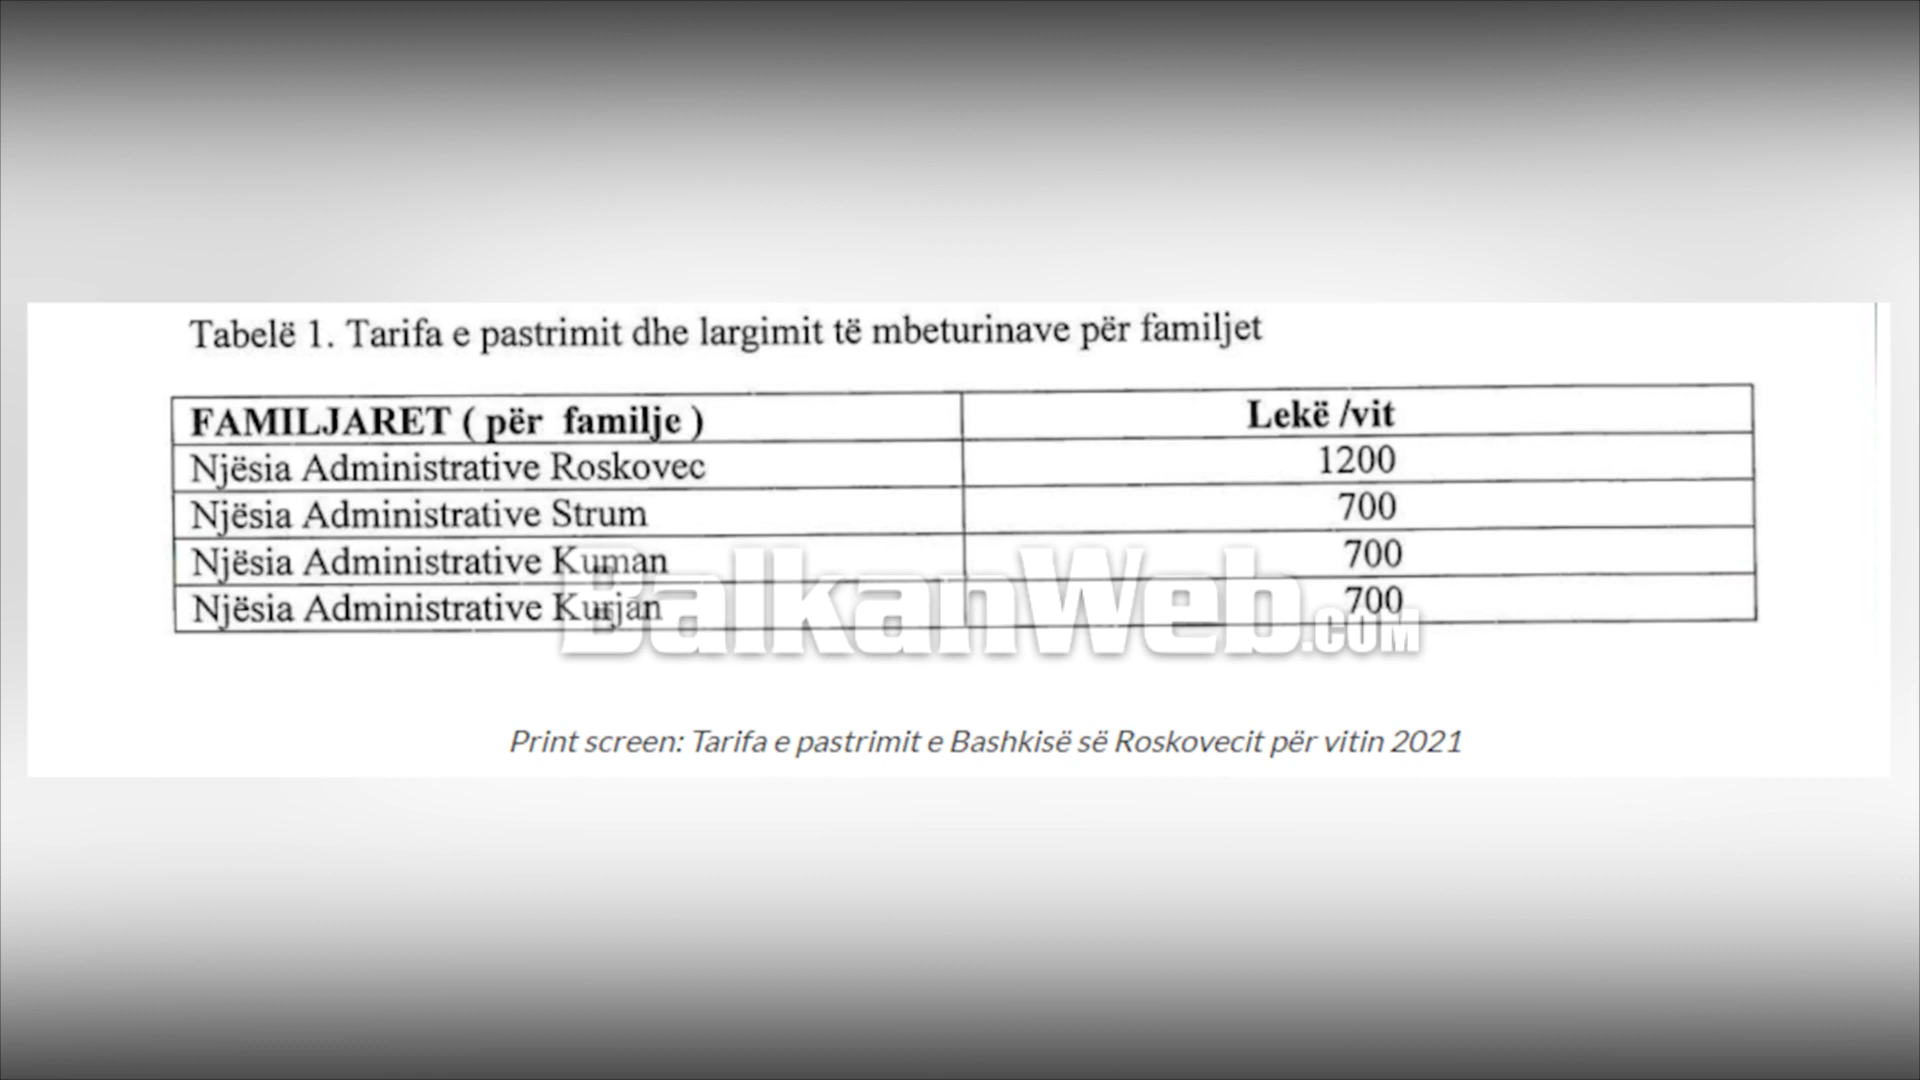 Tabelë 1. Tarifa e pastrimit dhe largimit të mbeturinave për familjet
FAMILJARET ( për familje ) Lekë /vit
Njësia Administrative Roskovec 1200
Njësia Administrative Strum 700
Njësia Administrative Kuman 700
Njësia Administrative Kurjan 700
BalkanWeb.COM
Print screen: Tarifa e pastrimit e Bashkisë së Roskovecit për vitin 2021